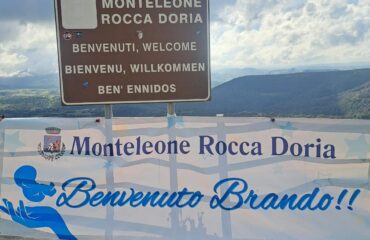 MONTELEONE
ROCCA DORIA
BENVENUTI, WELCOME
BIENVENU, WILLKOMMEN
BEN' ENNIDOS
Monteleone Rocca Doria
Benvenuto Brando!!